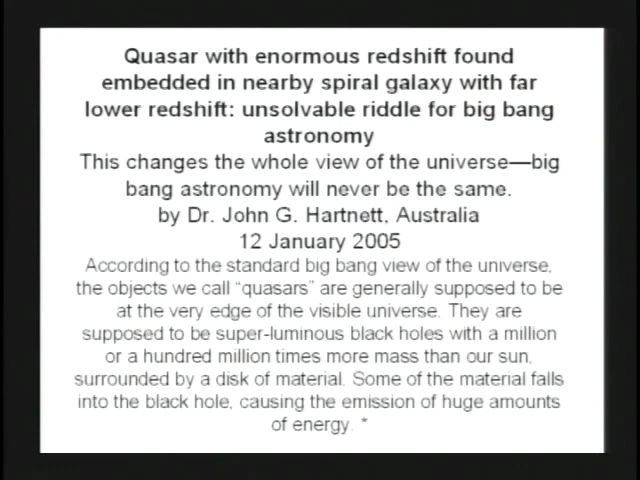 Quasar with enormous redshift found
embedded in nearby spiral galaxy with far
lower redshift: unsolvable riddle for big bang
astronomy
This changes the whole view of the universe—big
bang astronomy will never be the same.
by Dr. John G. Hartnett, Australia
12 January 2005
According to the standard big bang view of the universe,
the objects we call “quasars” are generally supposed to be
at the very edge of the visible universe. They are
supposed to be super-luminous black holes with a million
or a hundred million times more mass than our sun,
surrounded by a disk of material. Some of the material falls
into the black hole, causing the emission of huge amounts
of energy. *